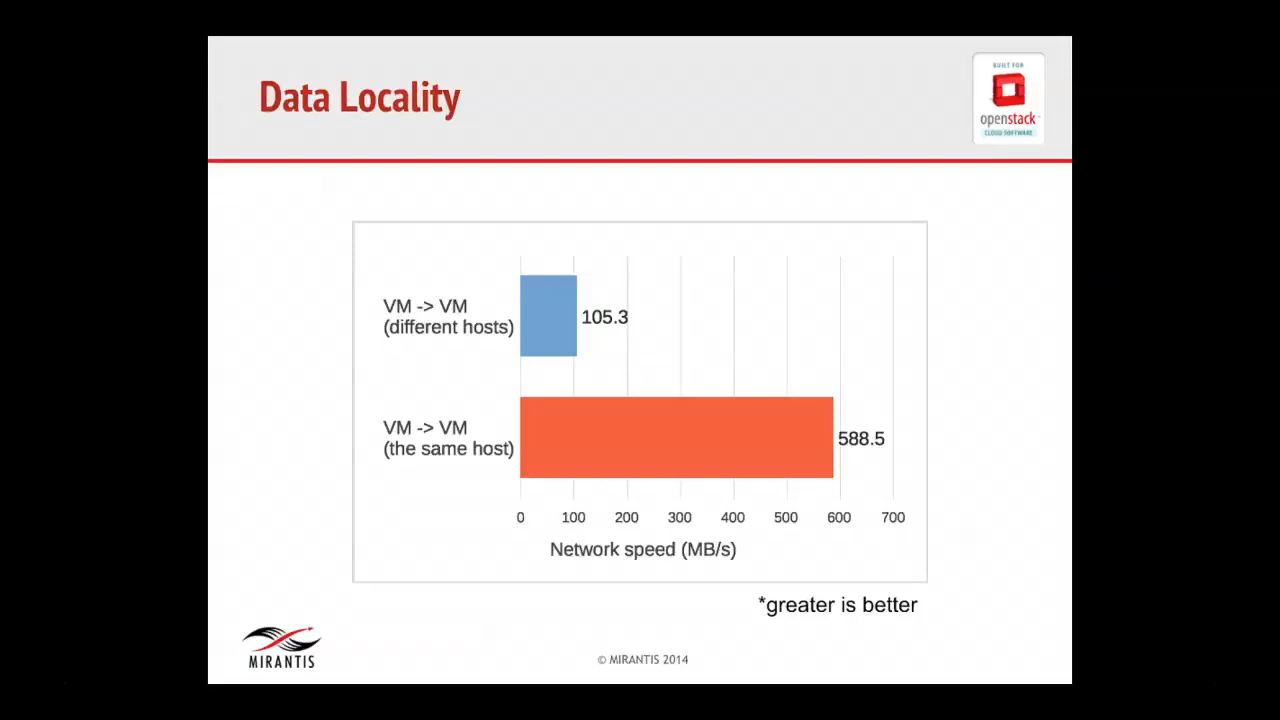 Data Locality
BUILT FOR
openstack™
CLOUD SOFTWARE
VM -> VM
(different hosts)
105.3
VM -> VM
(the same host)
588.5
0 100 200 300 400 500 600 700
Network speed (MB/s)
*greater is better
MIRANTIS
© MIRANTIS 2014